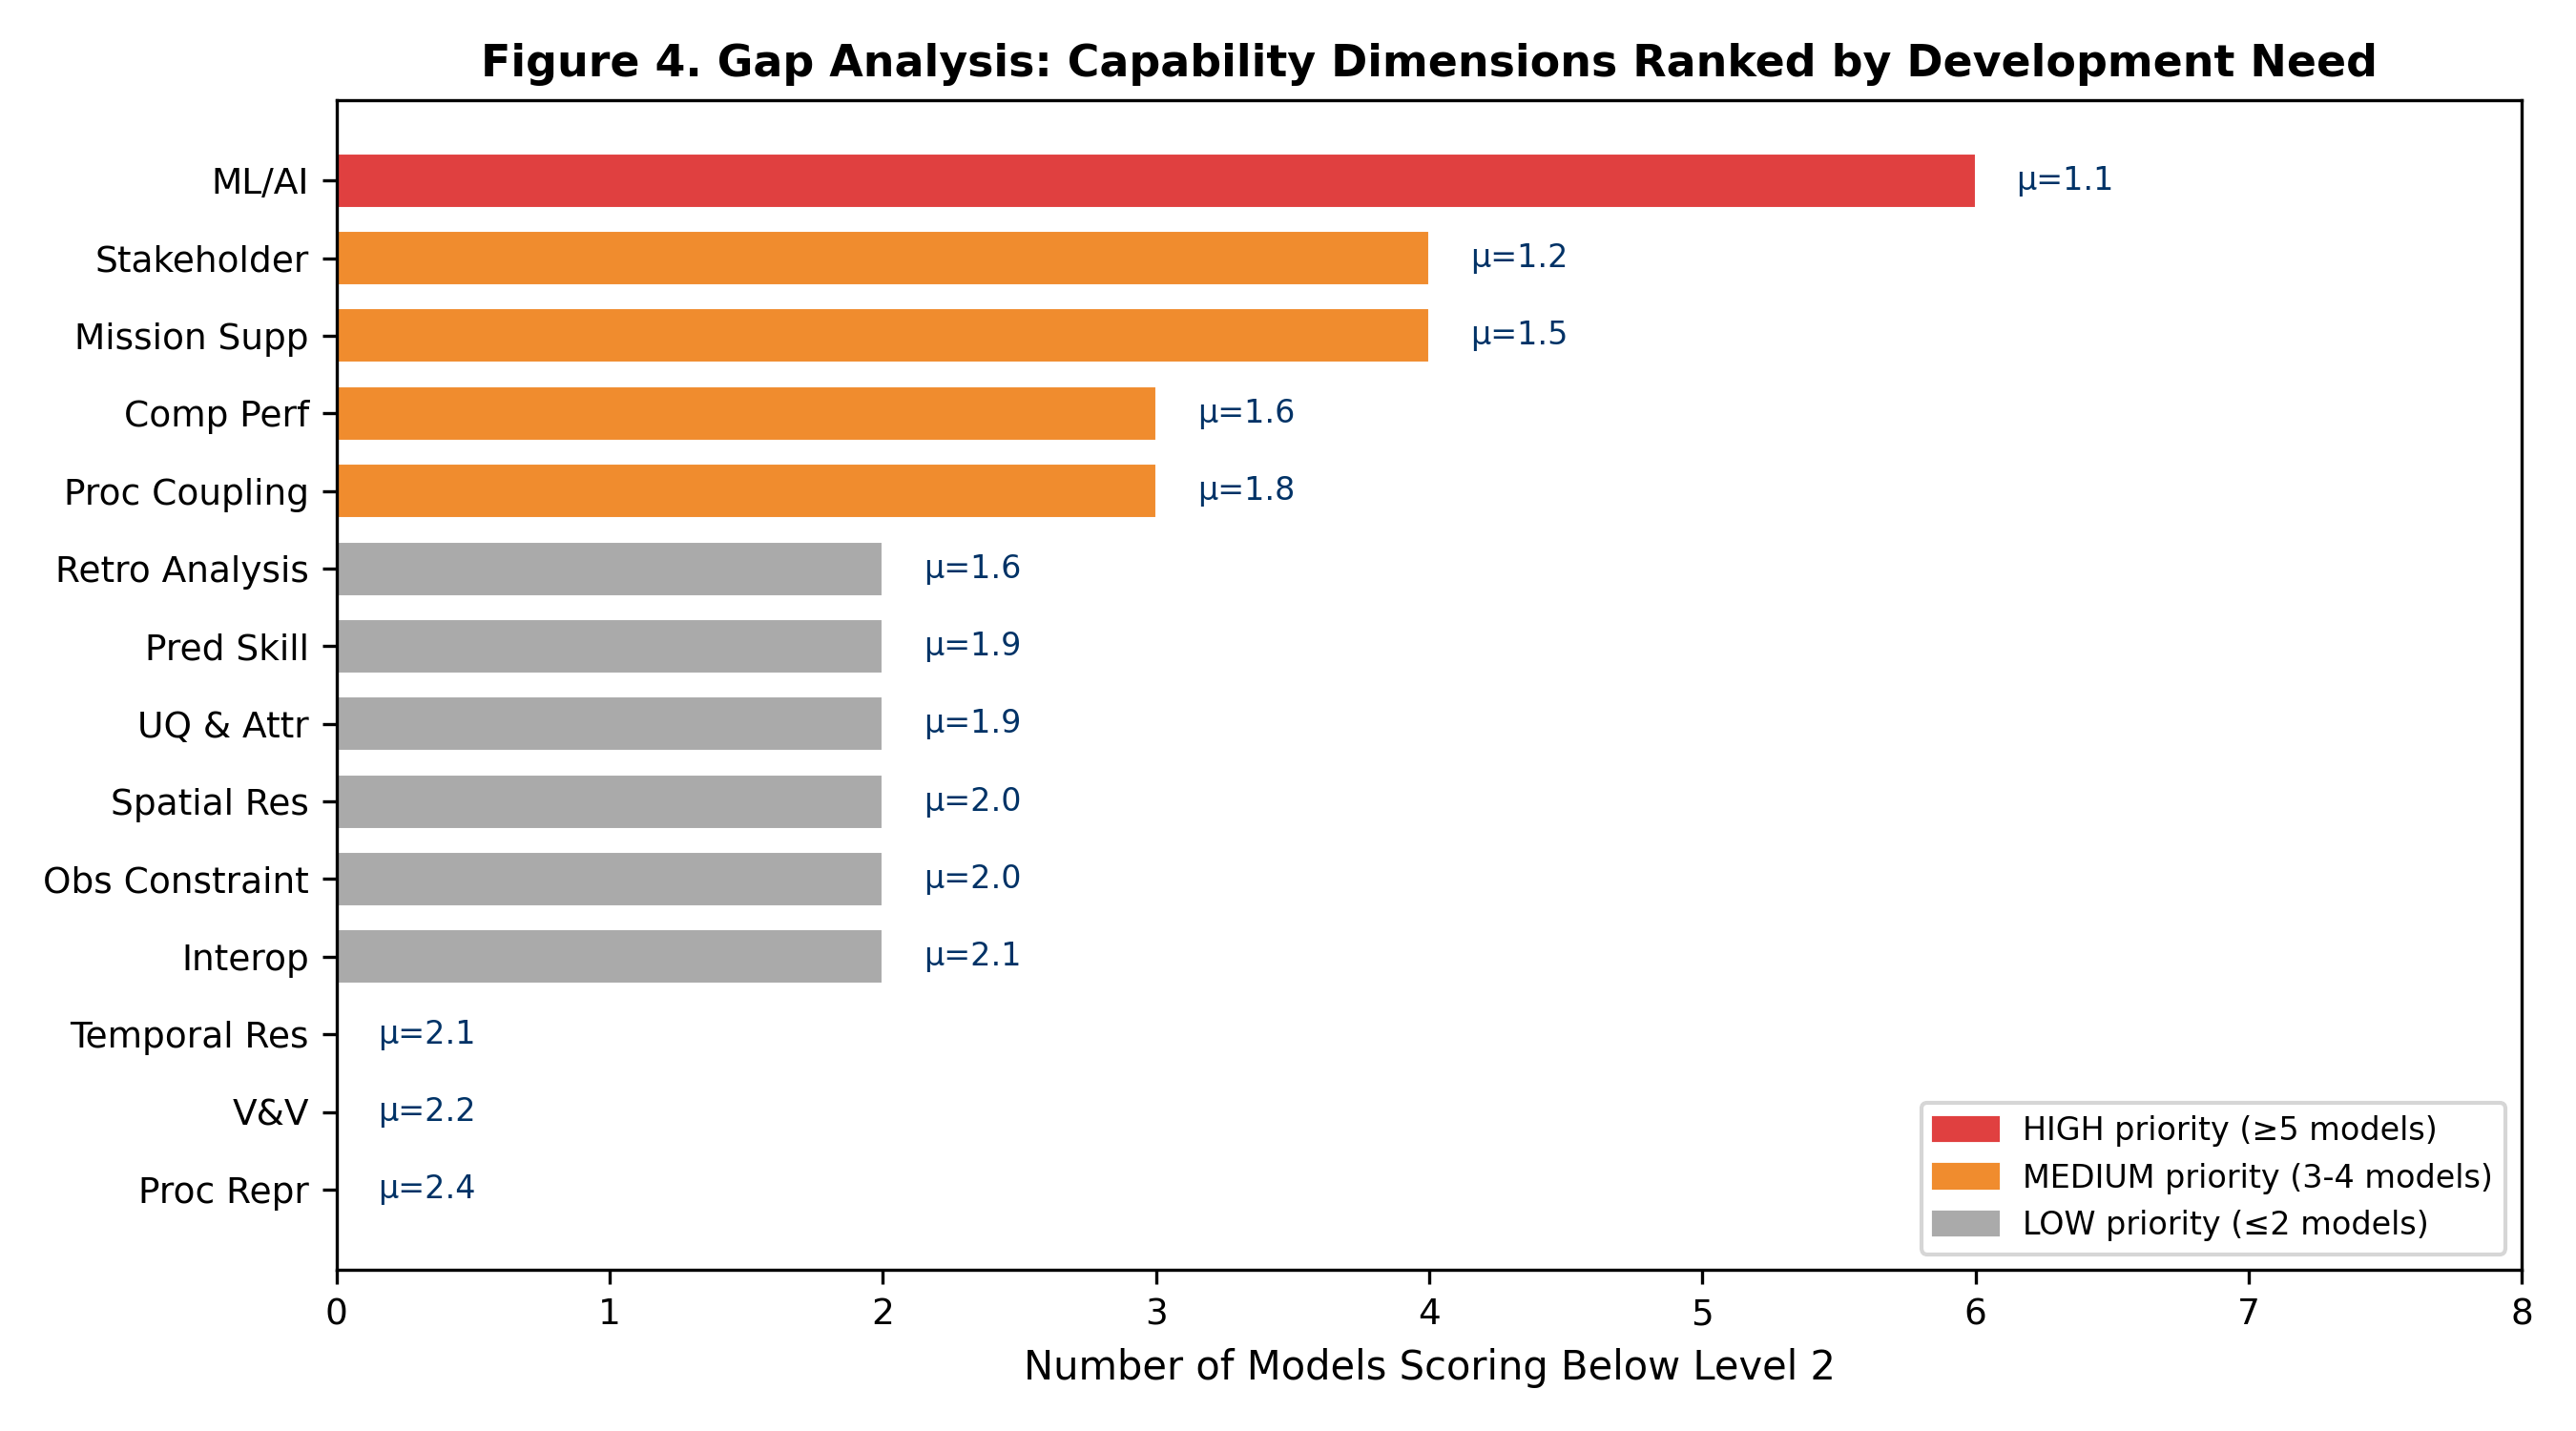 Figure 4. Gap Analysis: Capability Dimensions Ranked by Development Need
ML/AI μ=1.1
Stakeholder μ=1.2
Mission Supp μ=1.5
Comp Perf μ=1.6
Proc Coupling μ=1.8
Retro Analysis μ=1.6
Pred Skill μ=1.9
UQ & Attr μ=1.9
Spatial Res μ=2.0
Obs Constraint μ=2.0
Interop μ=2.1
Temporal Res μ=2.1
V&V μ=2.2
Proc Repr μ=2.4
HIGH priority (≥5 models)
MEDIUM priority (3-4 models)
LOW priority (≤2 models)
0 1 2 3 4 5 6 7 8
Number of Models Scoring Below Level 2